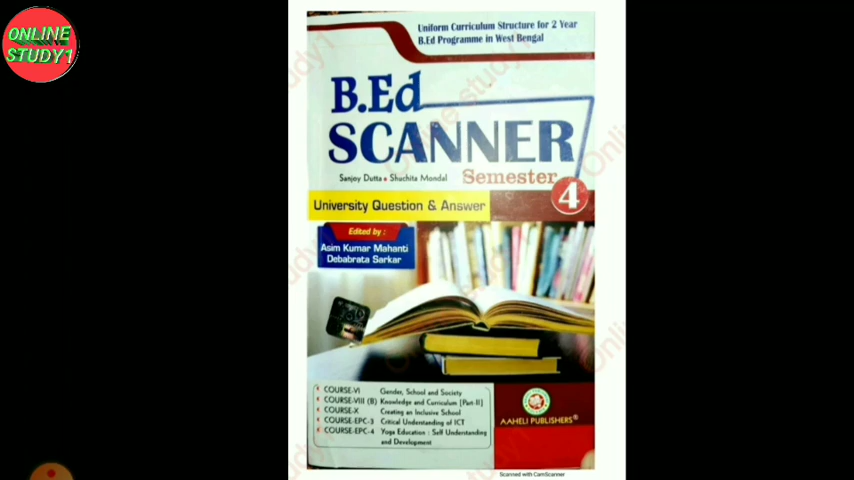 ONLINE
STUDY1
Uniform Curriculum Structure for 2 Year
B.Ed Programme in West Bengal
B.Ed
SCANNER
Sanjoy Dutta • Shuchita Mondal
Semester 4
University Question & Answer
Edited by :
Asim Kumar Mahanti
Debabrata Sarkar
COURSE-VI Gender, School and Society
COURSE-VIII (B) Knowledge and Curriculum [Part II]
COURSE-X Creating an Inclusive School
COURSE-EPC-3 Critical Understanding of ICT
COURSE-EPC-4 Yoga Education : Self Understanding
and Development
AAHELI PUBLISHERS®
Scanned with CamScanner